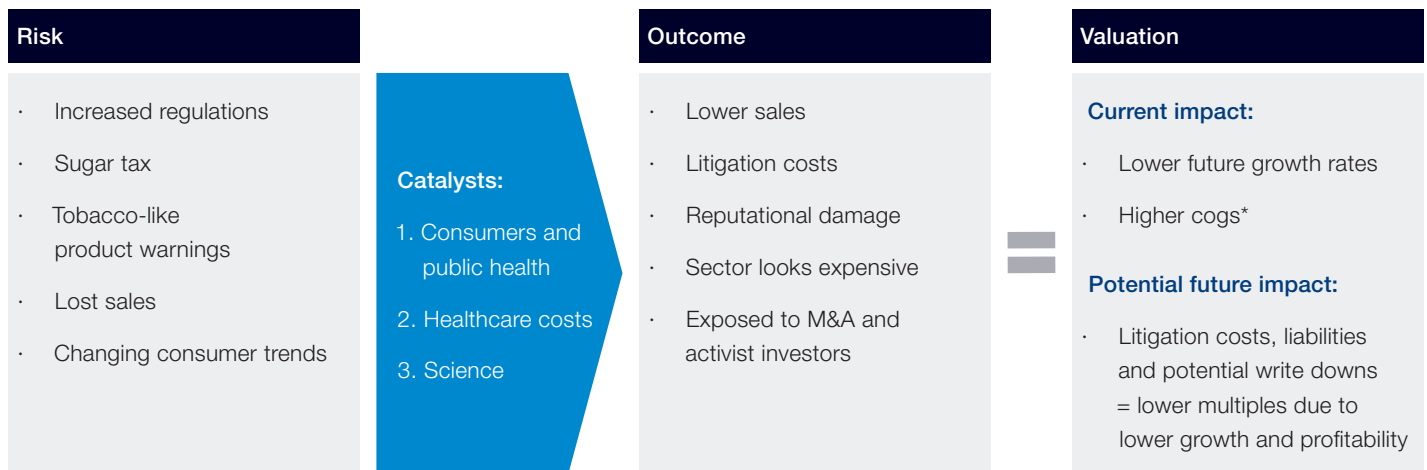 Risk
· Increased regulations
· Sugar tax
· Tobacco-like
product warnings
· Lost sales
· Changing consumer trends
Catalysts:
1. Consumers and
public health
2. Healthcare costs
3. Science
Outcome
· Lower sales
· Litigation costs
· Reputational damage
· Sector looks expensive
· Exposed to M&A and
activist investors
=
Valuation
Current impact:
· Lower future growth rates
· Higher cogs*
Potential future impact:
· Litigation costs, liabilities
and potential write downs
= lower multiples due to
lower growth and profitability